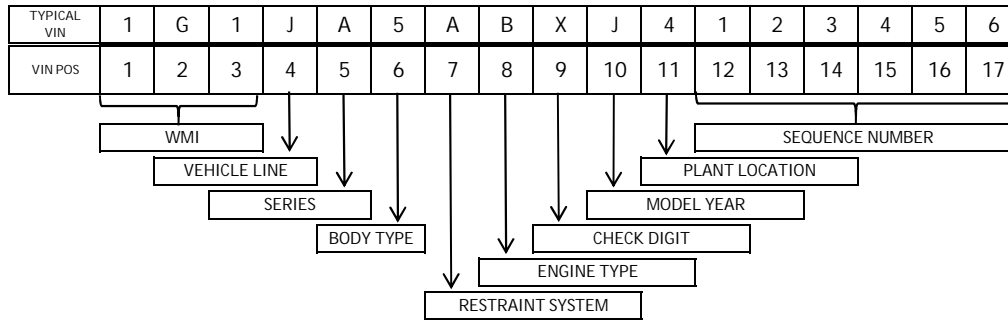 TYPICAL VIN 1 G 1 J A 5 A B X J 4 1 2 3 4 5 6
VIN POS 1 2 3 4 5 6 7 8 9 10 11 12 13 14 15 16 17
WMI SEQUENCE NUMBER
VEHICLE LINE PLANT LOCATION
SERIES MODEL YEAR
BODY TYPE CHECK DIGIT
ENGINE TYPE
RESTRAINT SYSTEM